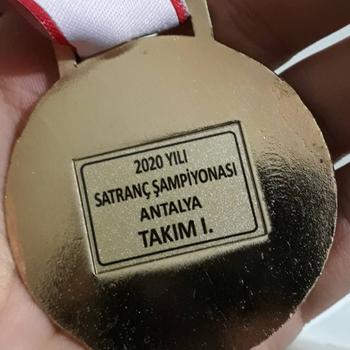 2020 YILI
SATRANÇ ŞAMPİYONASI
ANTALYA
TAKIM I.